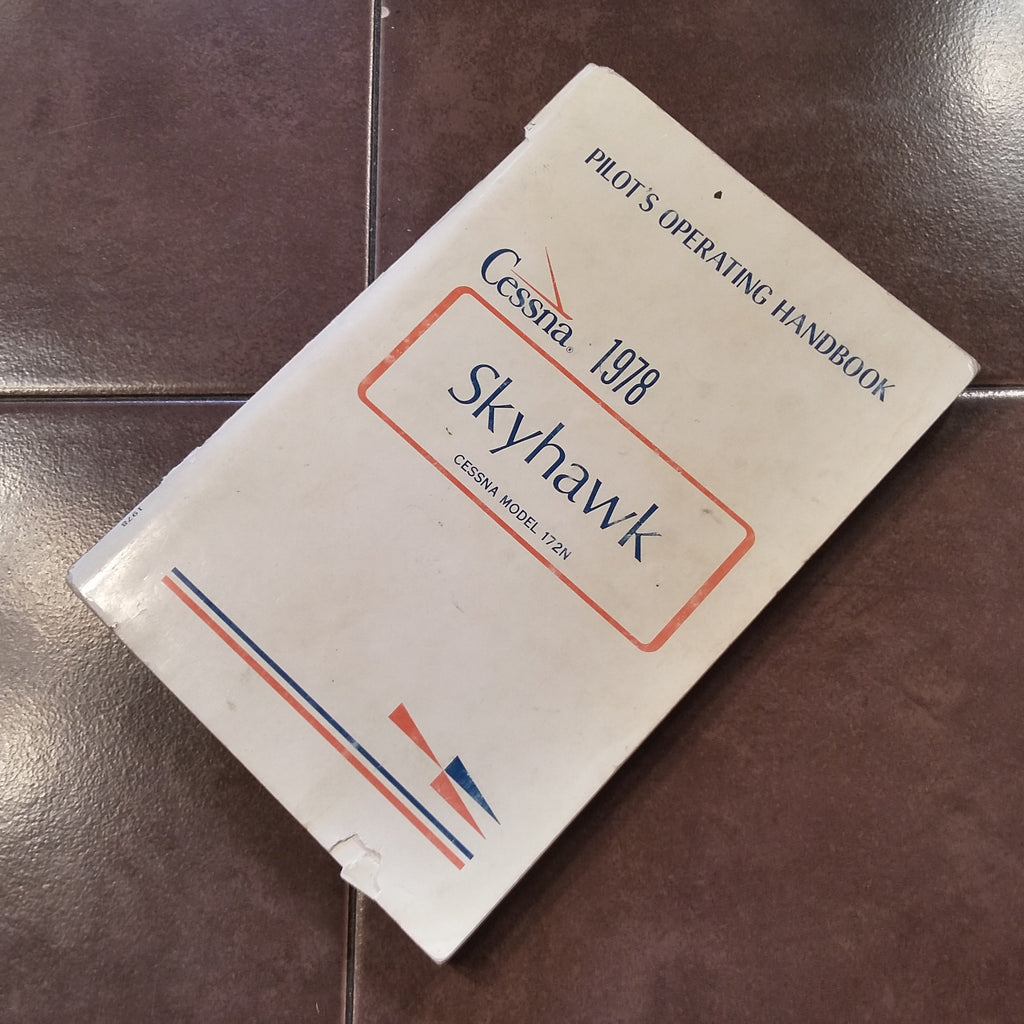 PILOT'S OPERATING HANDBOOK
Cessna®
1978
Skyhawk
CESSNA MODEL 172N
1978